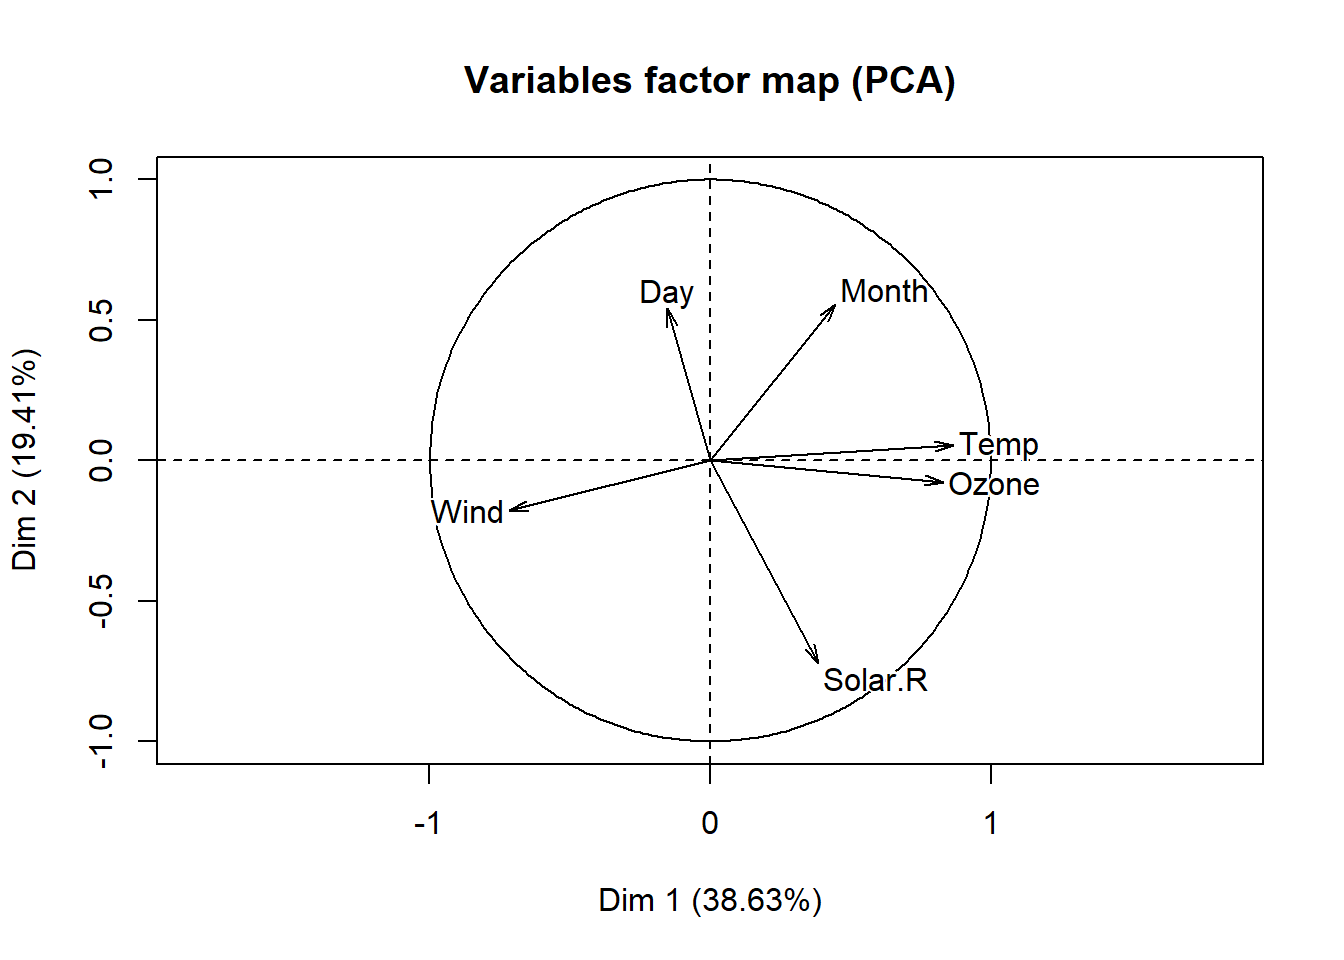 Variables factor map (PCA)
1.0
0.5
0.0
-0.5
-1.0
Dim 2 (19.41%)
Day
Month
Temp
Ozone
Wind
Solar.R
-1
0
1
Dim 1 (38.63%)